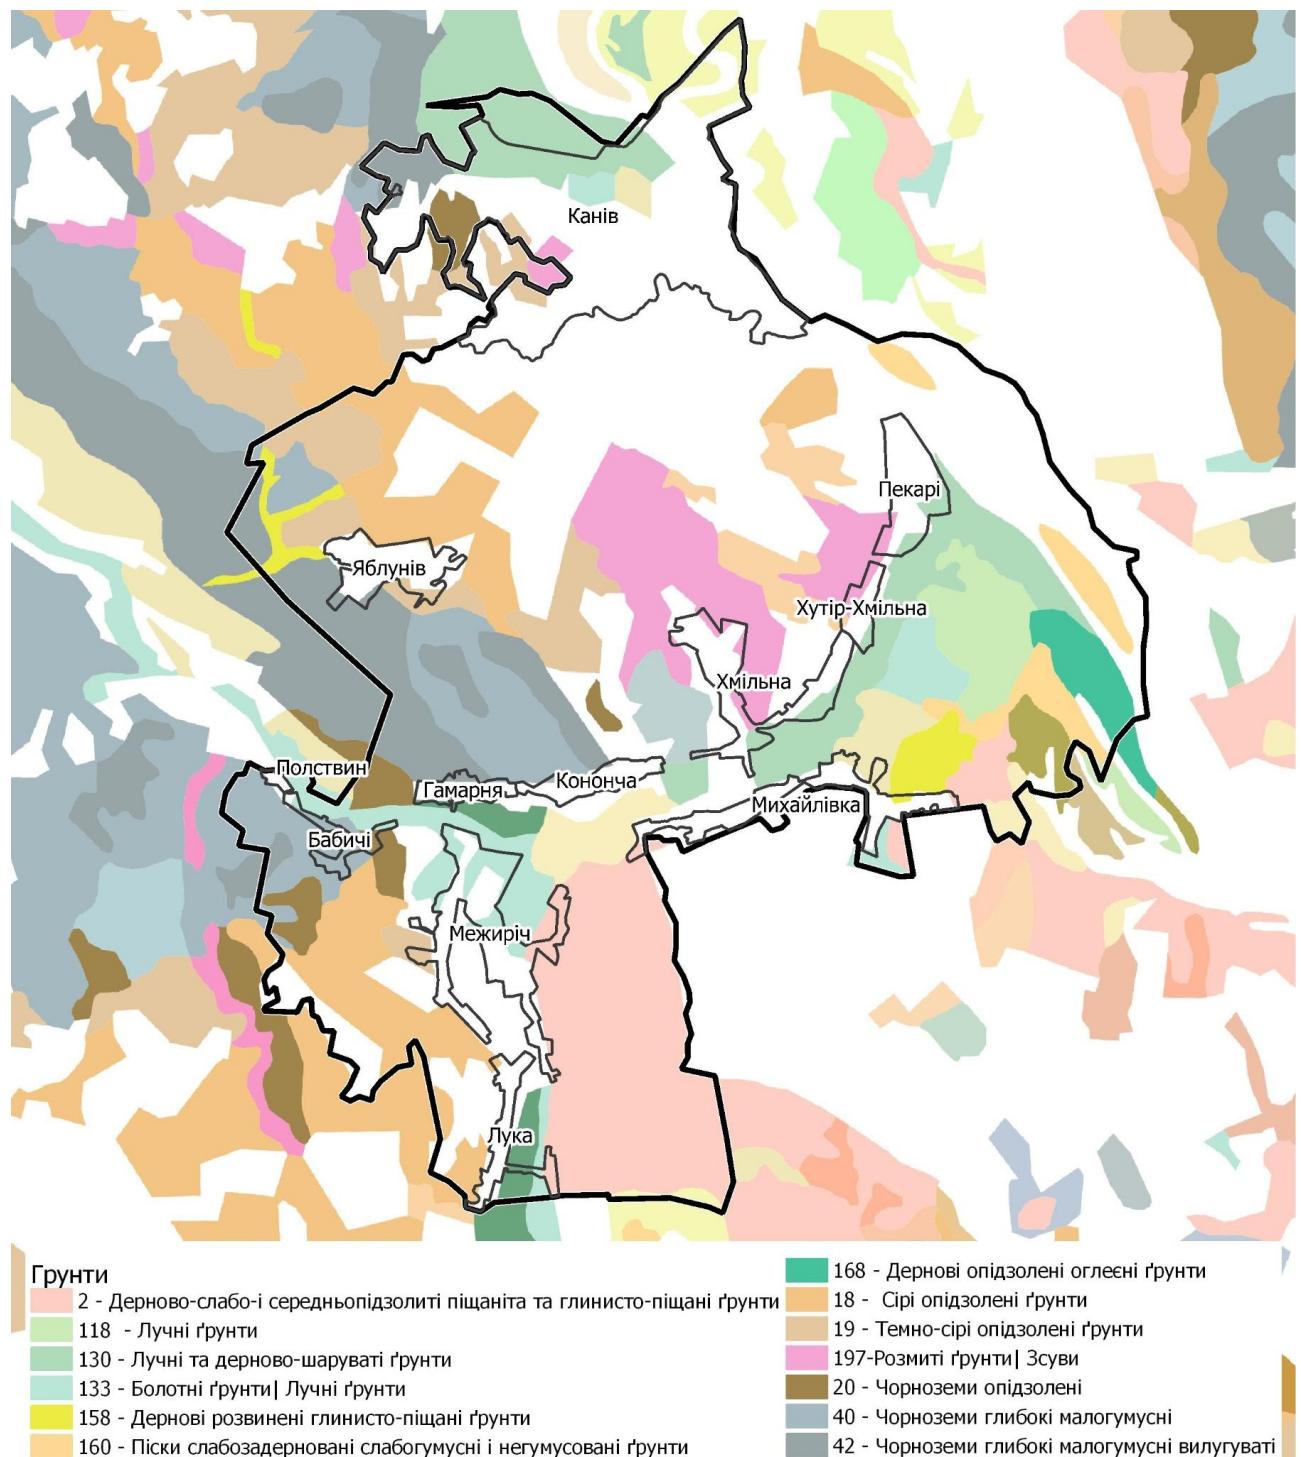 Канів
Пекарі
Яблунів
Хутір-Хмільна
Хмільна
Полствин
Гамарня
Кононча
Михайлівка
Бабичі
Межиріч
Лука
Грунти
2 - Дерново-слабо-і середньопідзолиті піщаніта та глинисто-піщані ґрунти
118 - Лучні ґрунти
130 - Лучні та дерново-шаруваті ґрунти
133 - Болотні ґрунти| Лучні ґрунти
158 - Дернові розвинені глинисто-піщані ґрунти
160 - Піски слабозадерновані слабогумусні і негумусовані ґрунти
168 - Дернові опідзолені оглеєні ґрунти
18 - Сірі опідзолені ґрунти
19 - Темно-сірі опідзолені ґрунти
197-Розмиті ґрунти| Зсуви
20 - Чорноземи опідзолені
40 - Чорноземи глибокі малогумусні
42 - Чорноземи глибокі малогумусні вилугуваті